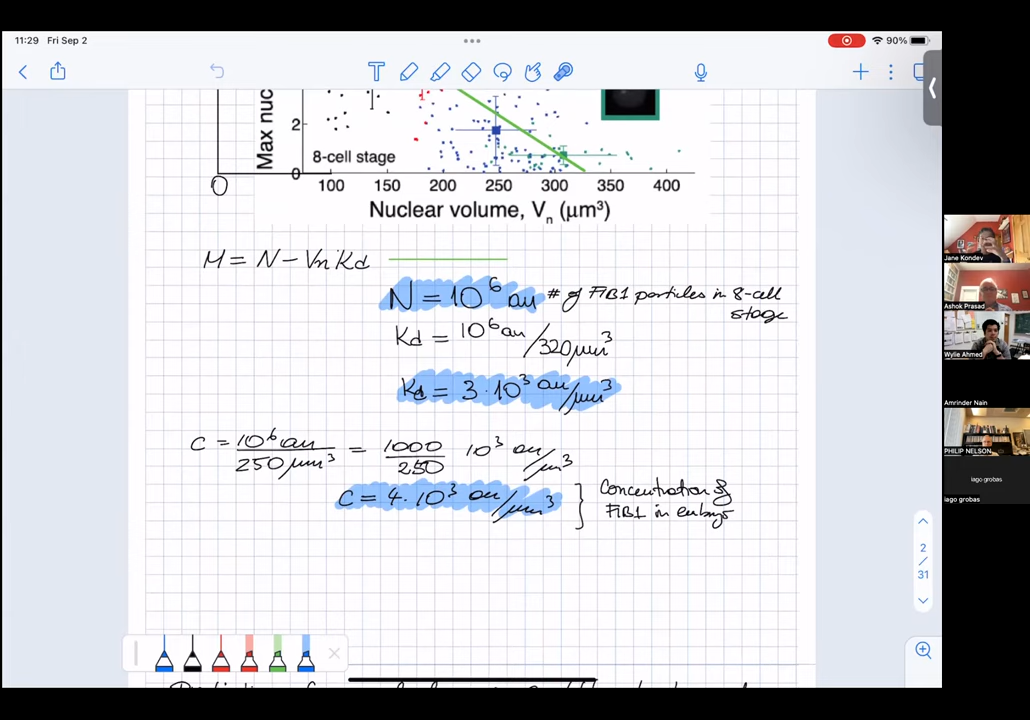 11:29 Fri Sep 2
90%
Max nuc
2
0
8-cell stage
100 150 200 250 300 350 400
0
Nuclear volume, Vn (μm³)
M = N - Vn Kd
N = 10⁶ au # of FIB1 particles in 8-cell
stage
Kd = 10⁶ au / 320 μm³
Kd = 3 · 10³ au/μm³
C = 10⁶ au / 250 μm³ = 1000 / 250 10³ au/μm³
C = 4 · 10³ au/μm³ } Concentration of
FIB1 in embryo
2
/
31
Jane Kondev
Ashok Prasad
Wylie Ahmed
Amrinder Nain
PHILIP NELSON
iago grobas
iago grobas